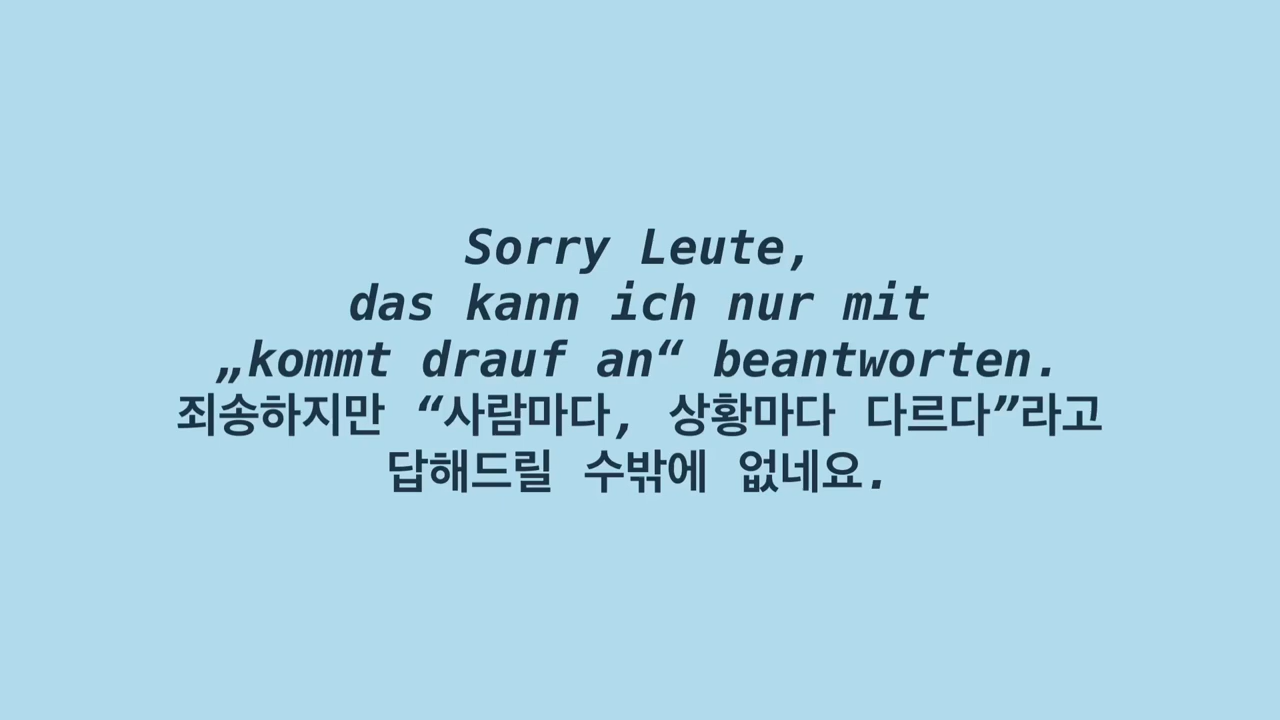 Sorry Leute,
das kann ich nur mit
„kommt drauf an“ beantworten.
죄송하지만 “사람마다, 상황마다 다르다”라고
답해드릴 수밖에 없네요.